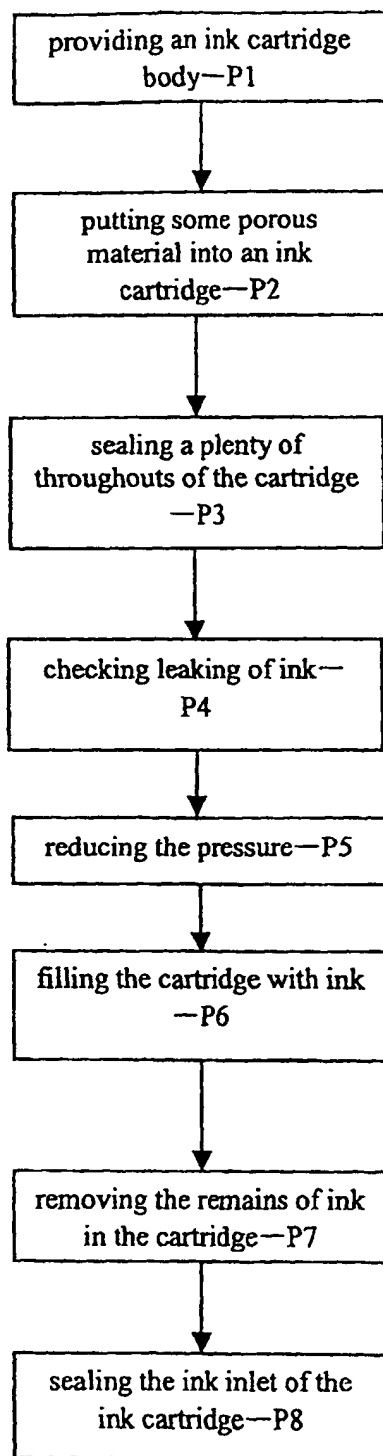 providing an ink cartridge
body—P1
putting some porous
material into an ink
cartridge—P2
sealing a plenty of
throughouts of the cartridge
—P3
checking leaking of ink—
P4
reducing the pressure—P5
filling the cartridge with ink
—P6
removing the remains of ink
in the cartridge—P7
sealing the ink inlet of the
ink cartridge—P8